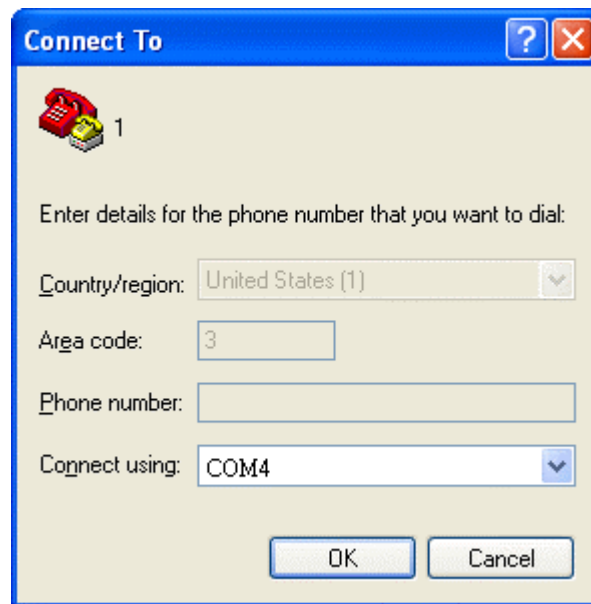 Connect To
1
Enter details for the phone number that you want to dial:
Country/region: United States (1)
Area code: 3
Phone number:
Connect using: COM4
OK Cancel